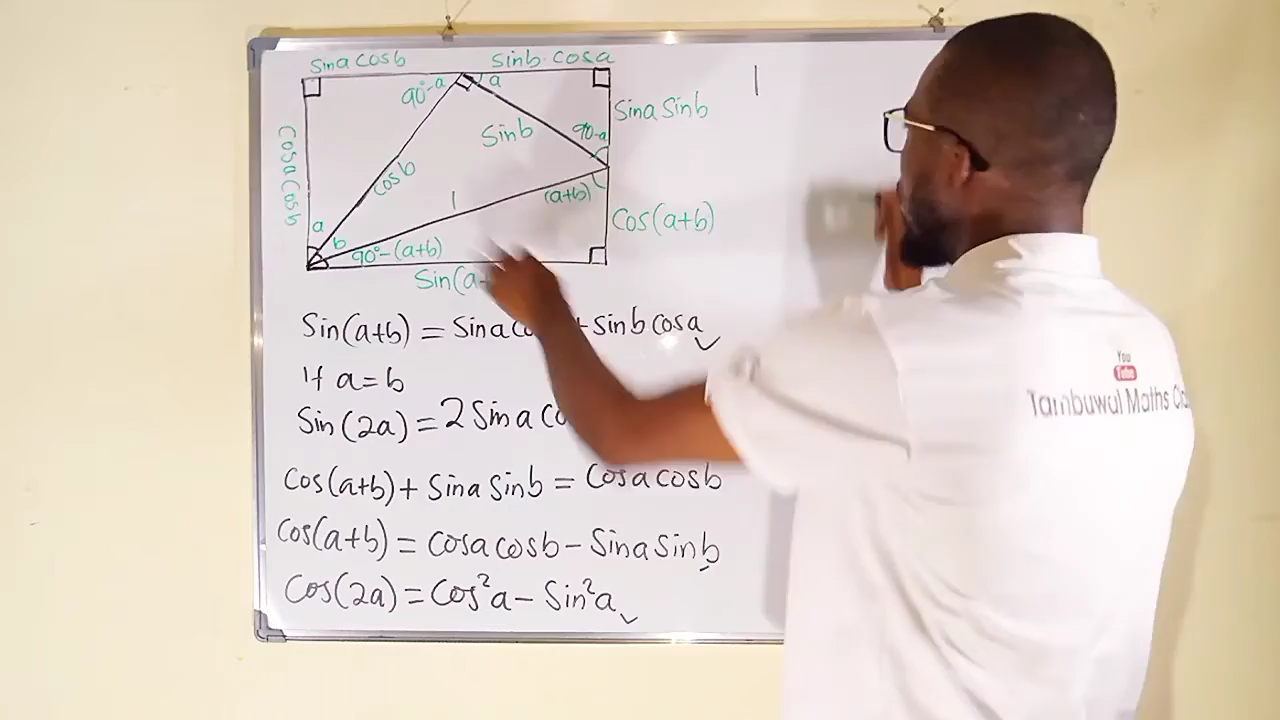 sina cosb sinb. cosa
90°-a a
Sina Sinb
Sinb 90-a
Cosa Cosb
cosb
1
(a+b)
Cos(a+b)
a
b
90°-(a+b)
Sin(a
1
Sin(a+b) = Sina + sinb cosa
If a=b
Sin(2a) = 2 Sin a
Cos(a+b) + Sina Sinb = Cosa cosb
Cos(a+b) = Cosa cosb - Sina Sinb
Cos(2a) = Cos²a - Sin²a
You
Tube
Tambuwal Maths